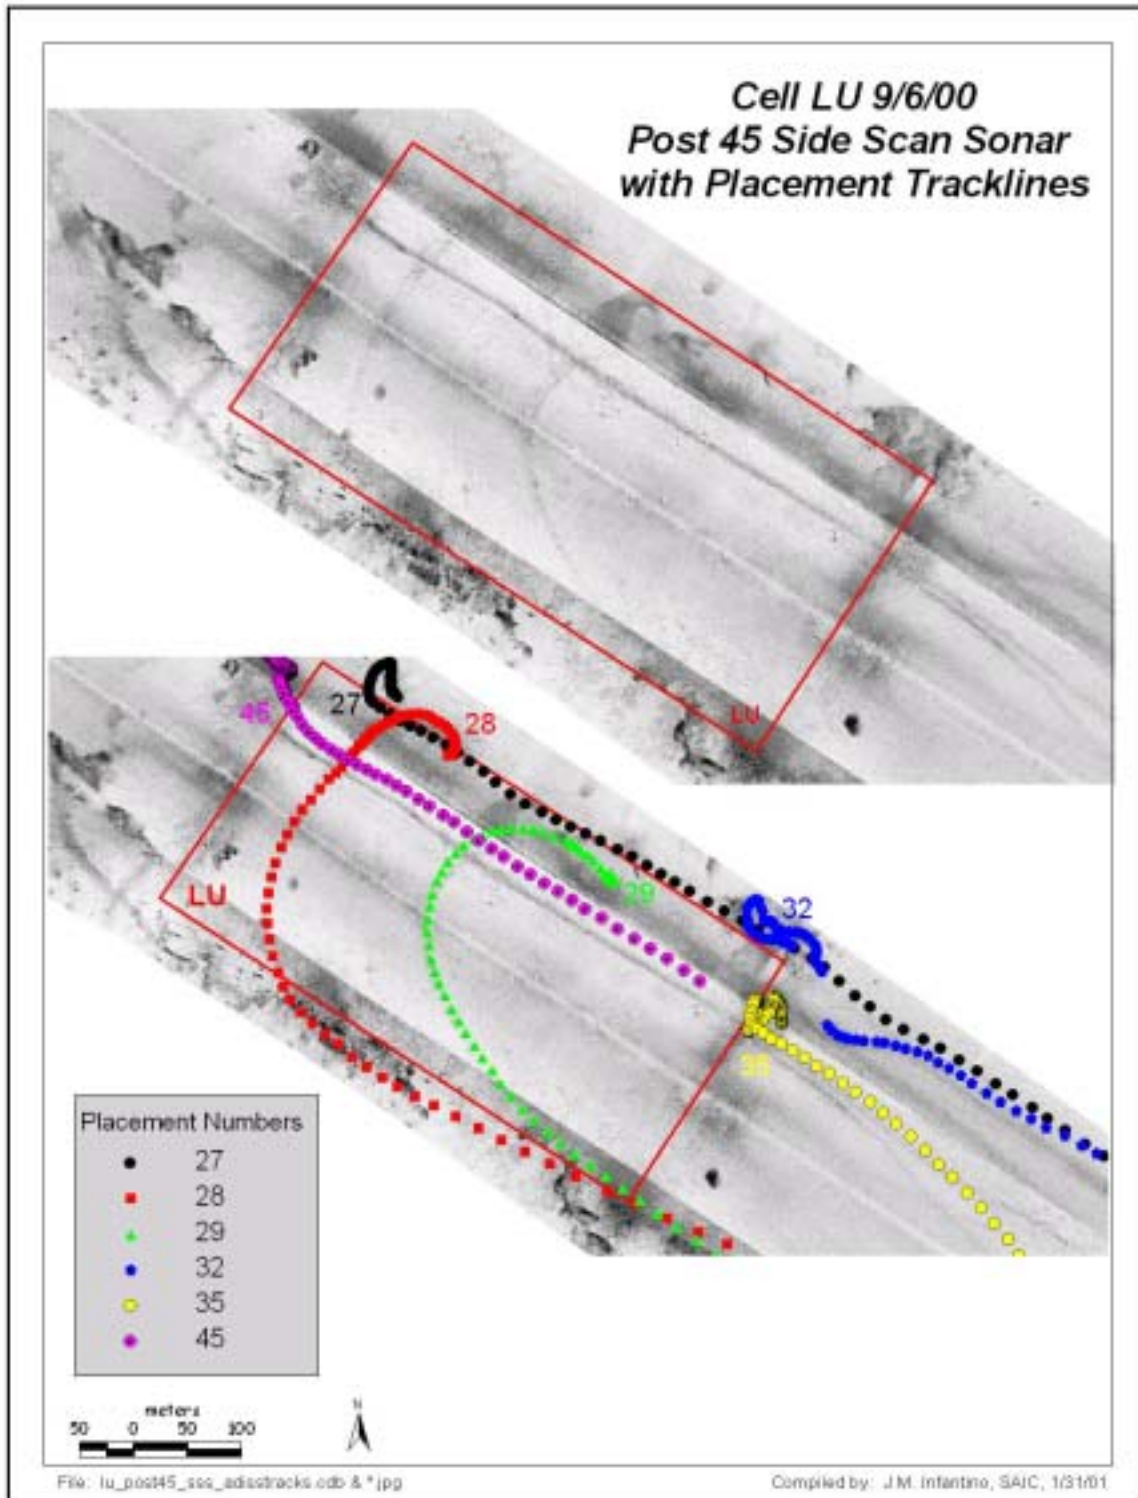 Cell LU 9/6/00
Post 45 Side Scan Sonar
with Placement Tracklines
LU
45
27
28
29
32
35
LU
Placement Numbers
27
28
29
32
35
45
meters
50 0 50 100
N
File: lu_post45_sss_adisstracks.cdb & *.jpg
Compiled by: J.M. Infantino, SAIC, 1/31/01